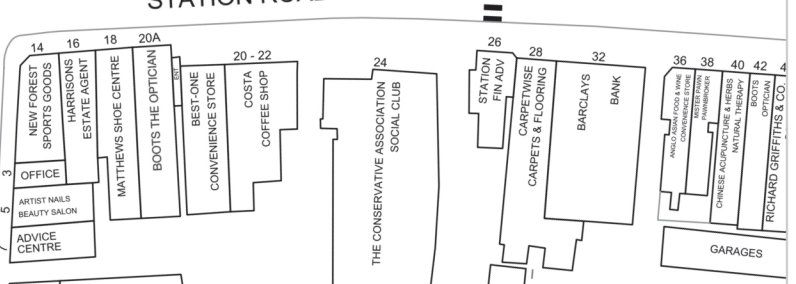 STATION ROAD
14
16
18
20A
20 - 22
24
26
28
32
36
38
40
42
NEW FOREST
SPORTS GOODS
HARRISONS
ESTATE AGENT
MATTHEWS SHOE CENTRE
BOOTS THE OPTICIAN
ENT
BEST-ONE
CONVENIENCE STORE
COSTA
COFFEE SHOP
THE CONSERVATIVE ASSOCIATION
SOCIAL CLUB
STATION
FIN ADV
CARPETWISE
CARPETS & FLOORING
BARCLAYS
BANK
ANGLO ASIAN FOOD & WINE
CONVENIENCE STORE
MISTER PAWN
PAWNBROKER
CHINESE ACUPUNCTURE & HERBS
NATURAL THERAPY
BOOTS
OPTICIAN
RICHARD GRIFFITHS & CO.
3
OFFICE
5
ARTIST NAILS
BEAUTY SALON
ADVICE
CENTRE
GARAGES